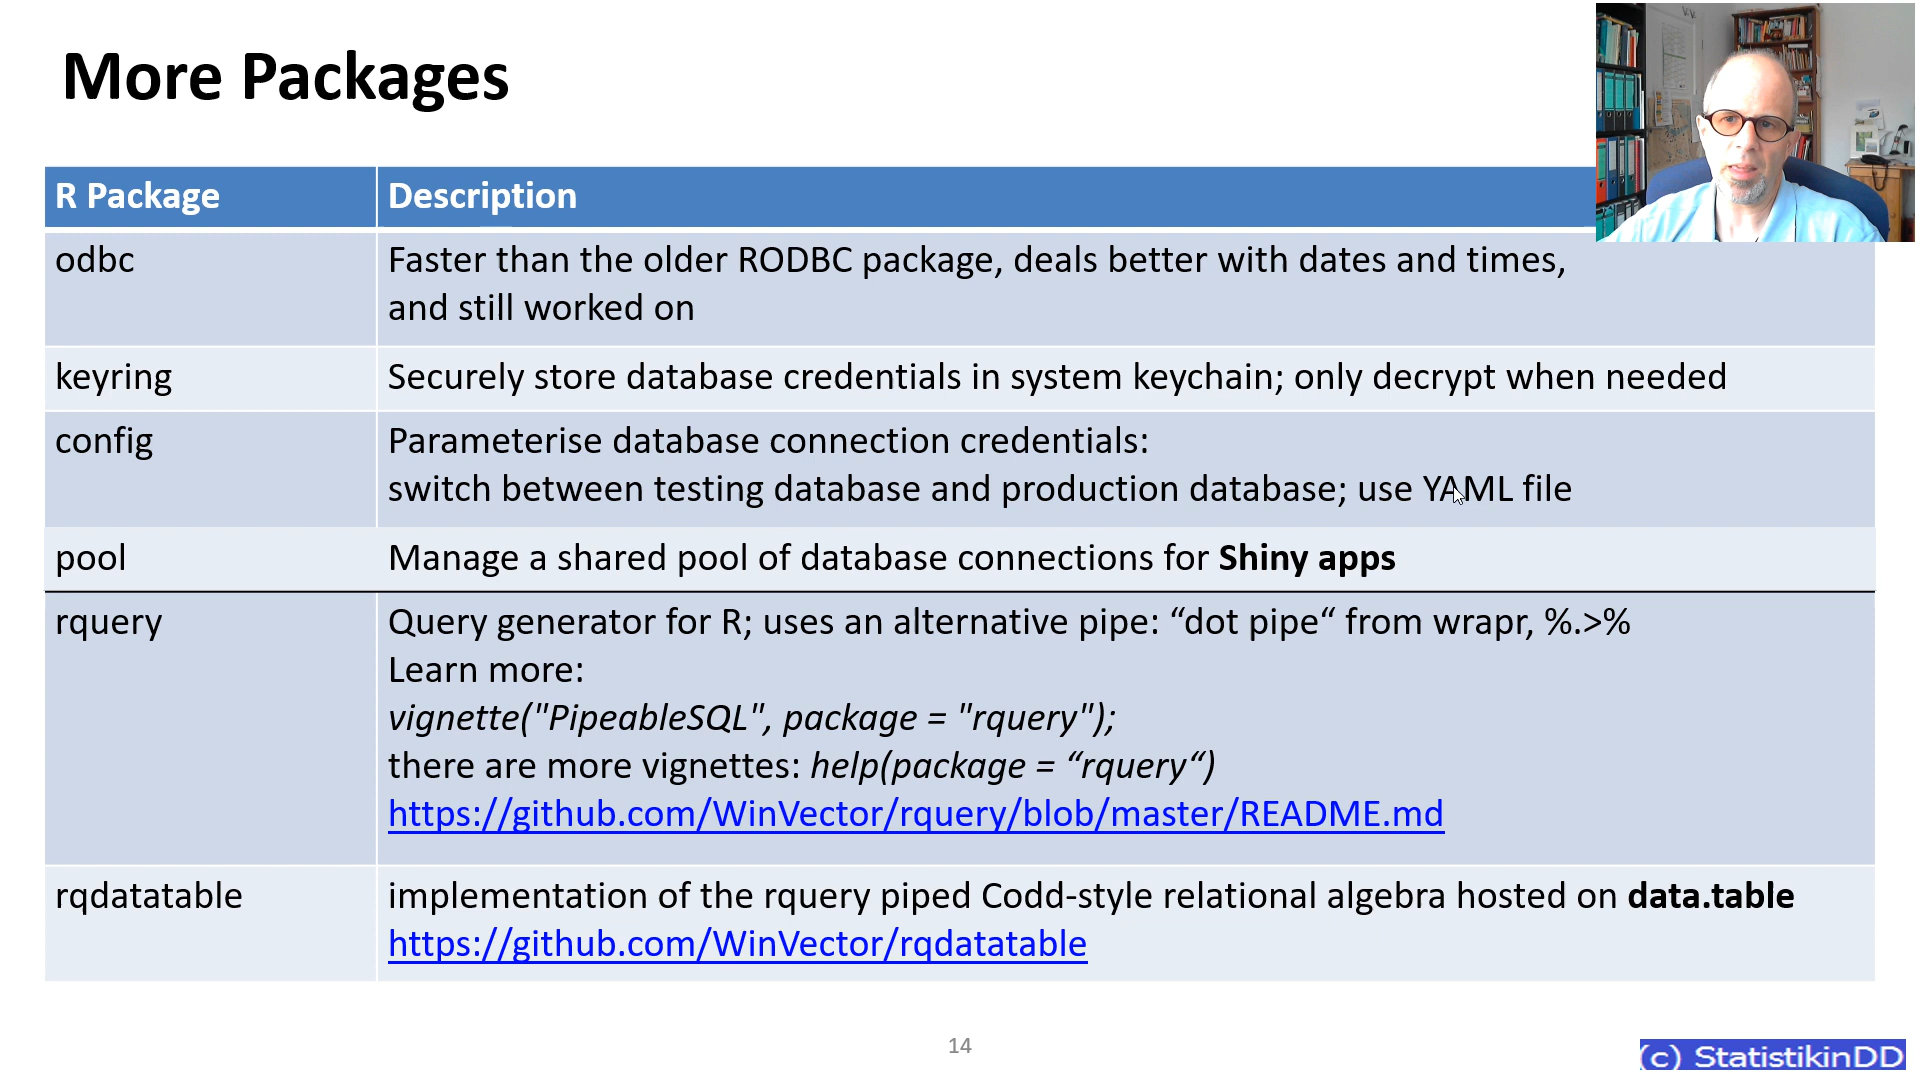 More Packages
R Package Description
odbc Faster than the older RODBC package, deals better with dates and times,
and still worked on
keyring Securely store database credentials in system keychain; only decrypt when needed
config Parameterise database connection credentials:
switch between testing database and production database; use YAML file
pool Manage a shared pool of database connections for Shiny apps
rquery Query generator for R; uses an alternative pipe: “dot pipe“ from wrapr, %.>%
Learn more:
vignette("PipeableSQL", package = "rquery");
there are more vignettes: help(package = “rquery“)
https://github.com/WinVector/rquery/blob/master/README.md
rqdatatable implementation of the rquery piped Codd-style relational algebra hosted on data.table
https://github.com/WinVector/rqdatatable
14
(c) StatistikinDD